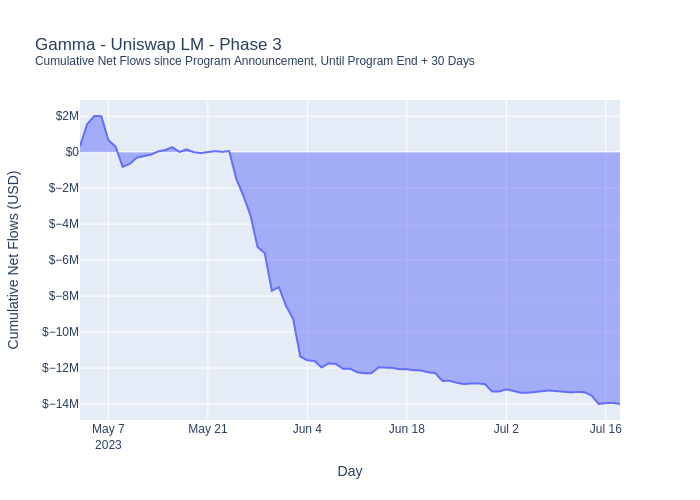 Gamma - Uniswap LM - Phase 3
Cumulative Net Flows since Program Announcement, Until Program End + 30 Days
Cumulative Net Flows (USD)
$2M
$0
$−2M
$−4M
$−6M
$−8M
$−10M
$−12M
$−14M
May 7
2023
May 21
Jun 4
Jun 18
Jul 2
Jul 16
Day